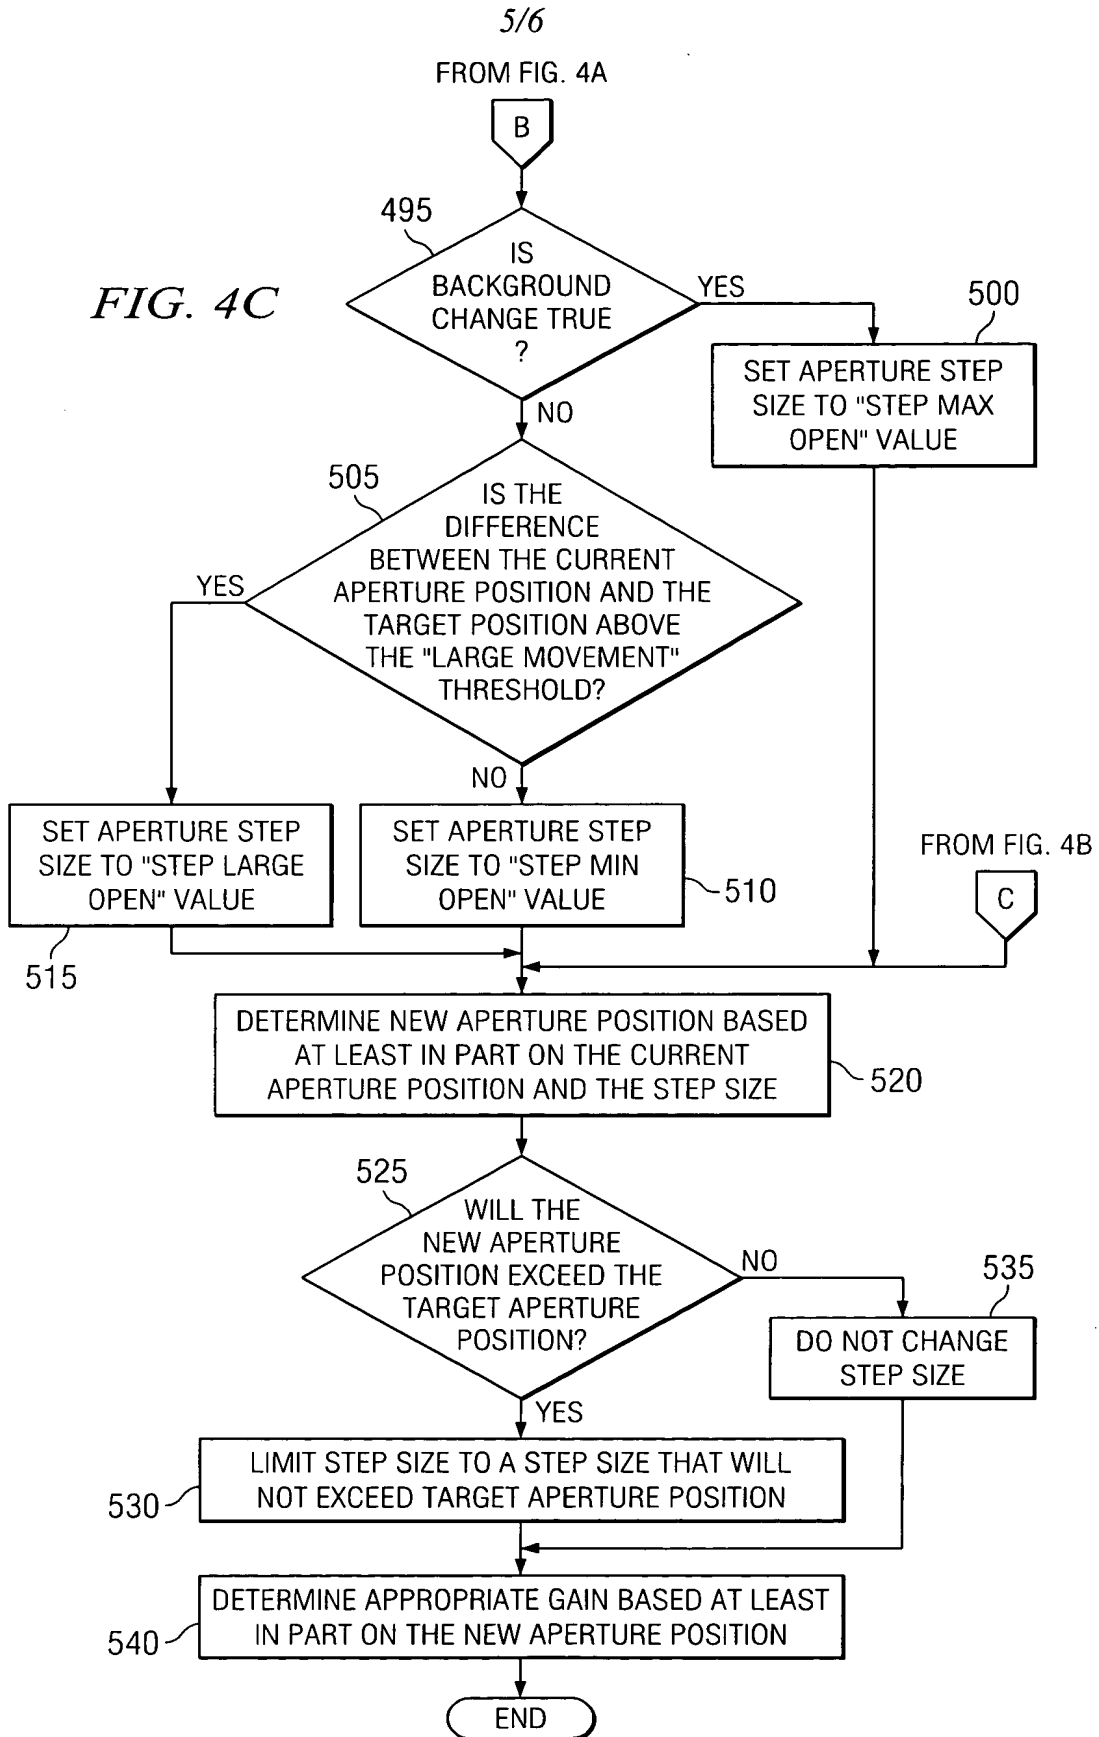 5/6
FROM FIG. 4A
B
495
IS
BACKGROUND
CHANGE TRUE
?
YES
NO
FIG. 4C
500
SET APERTURE STEP
SIZE TO "STEP MAX
OPEN" VALUE
505
IS THE
DIFFERENCE
BETWEEN THE CURRENT
APERTURE POSITION AND THE
TARGET POSITION ABOVE
THE "LARGE MOVEMENT"
THRESHOLD?
YES
NO
SET APERTURE STEP
SIZE TO "STEP LARGE
OPEN" VALUE
515
SET APERTURE STEP
SIZE TO "STEP MIN
OPEN" VALUE
510
FROM FIG. 4B
C
DETERMINE NEW APERTURE POSITION BASED
AT LEAST IN PART ON THE CURRENT
APERTURE POSITION AND THE STEP SIZE
520
525
WILL THE
NEW APERTURE
POSITION EXCEED THE
TARGET APERTURE
POSITION?
NO
YES
535
DO NOT CHANGE
STEP SIZE
LIMIT STEP SIZE TO A STEP SIZE THAT WILL
NOT EXCEED TARGET APERTURE POSITION
530
DETERMINE APPROPRIATE GAIN BASED AT LEAST
IN PART ON THE NEW APERTURE POSITION
540
END